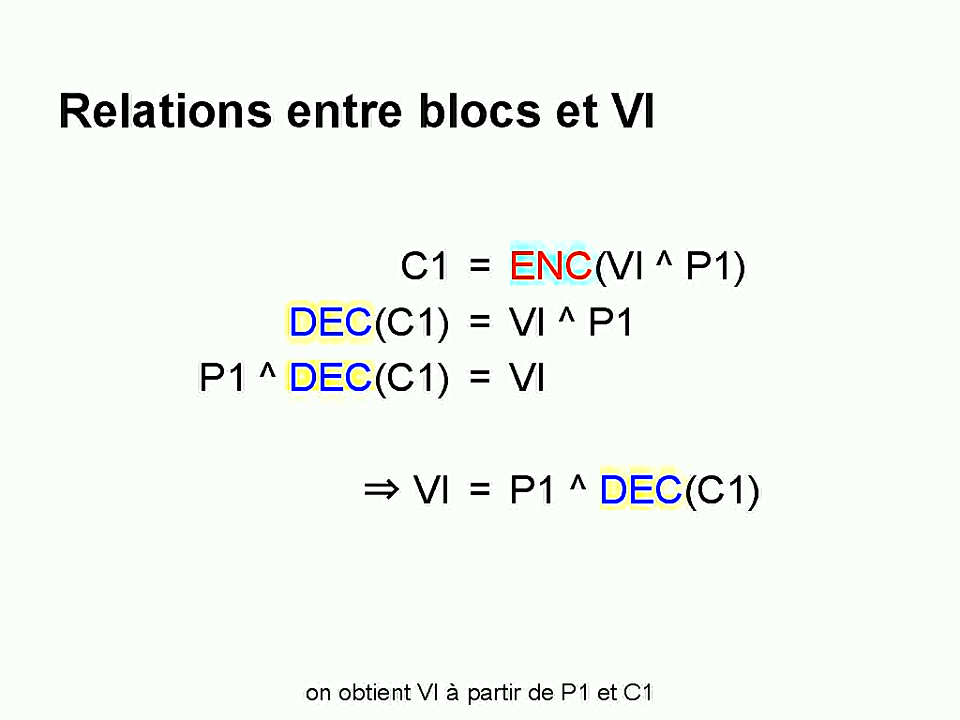 Relations entre blocs et VI
C1 = ENC(VI ^ P1)
DEC(C1) = VI ^ P1
P1 ^ DEC(C1) = VI
⇒ VI = P1 ^ DEC(C1)
on obtient VI à partir de P1 et C1